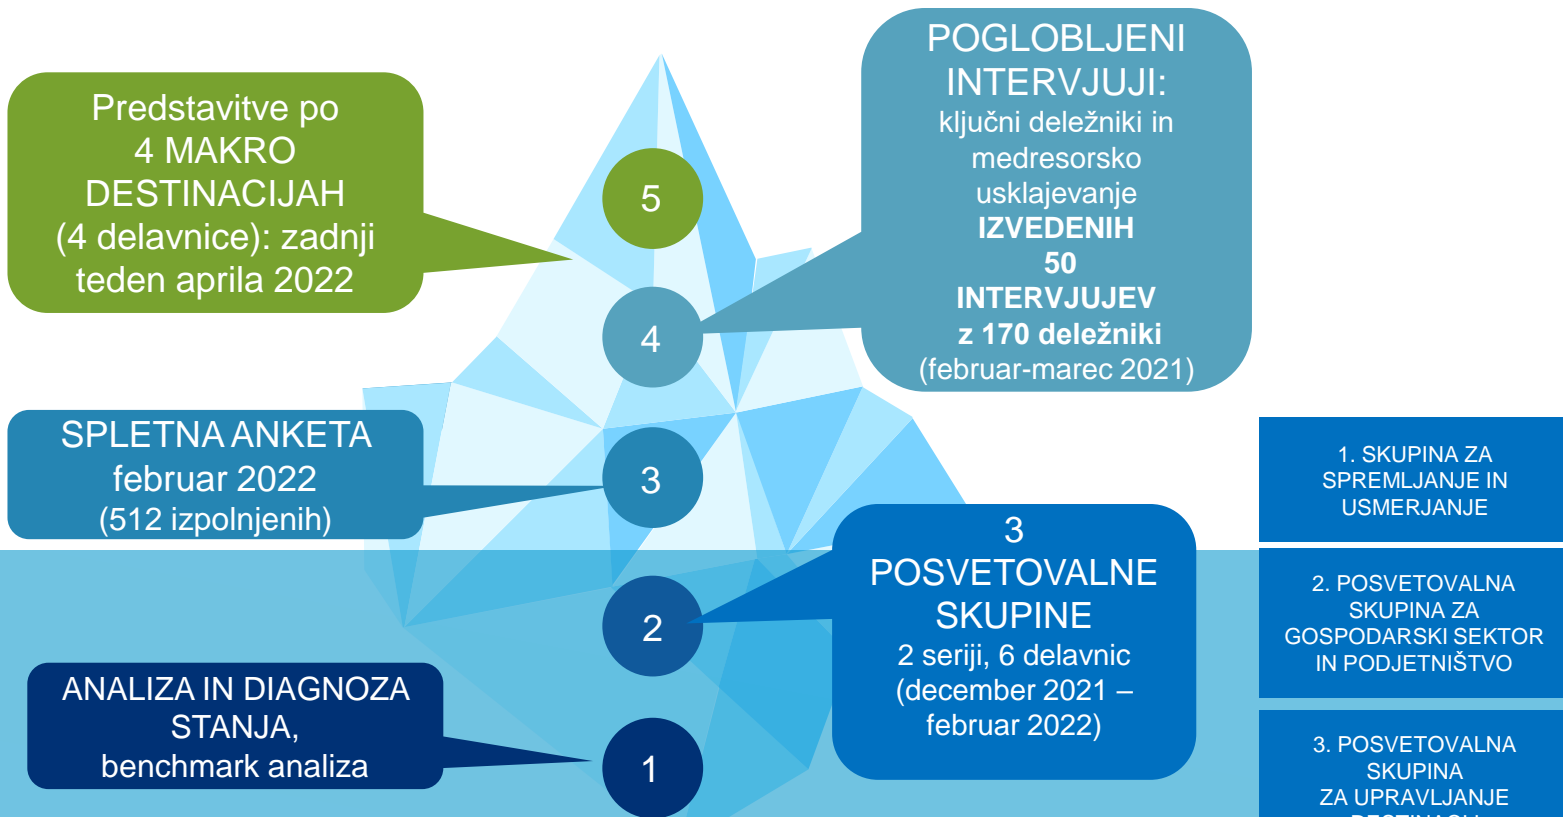 Predstavitve po
4 MAKRO
DESTINACIJAH
(4 delavnice): zadnji
teden aprila 2022
5
POGLOBLJENI
INTERVJUJI:
ključni deležniki in
medresorsko
usklajevanje
IZVEDENIH
50
INTERVJUJEV
z 170 deležniki
(februar-marec 2021)
4
SPLETNA ANKETA
februar 2022
(512 izpolnjenih)
3
3
POSVETOVALNE
SKUPINE
2 seriji, 6 delavnic
(december 2021 –
februar 2022)
2
ANALIZA IN DIAGNOZA
STANJA,
benchmark analiza
1
1. SKUPINA ZA
SPREMLJANJE IN
USMERJANJE
2. POSVETOVALNA
SKUPINA ZA
GOSPODARSKI SEKTOR
IN PODJETNIŠTVO
3. POSVETOVALNA
SKUPINA
ZA UPRAVLJANJE